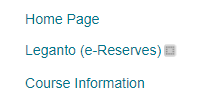 Home Page
Leganto (e-Reserves)
Course Information